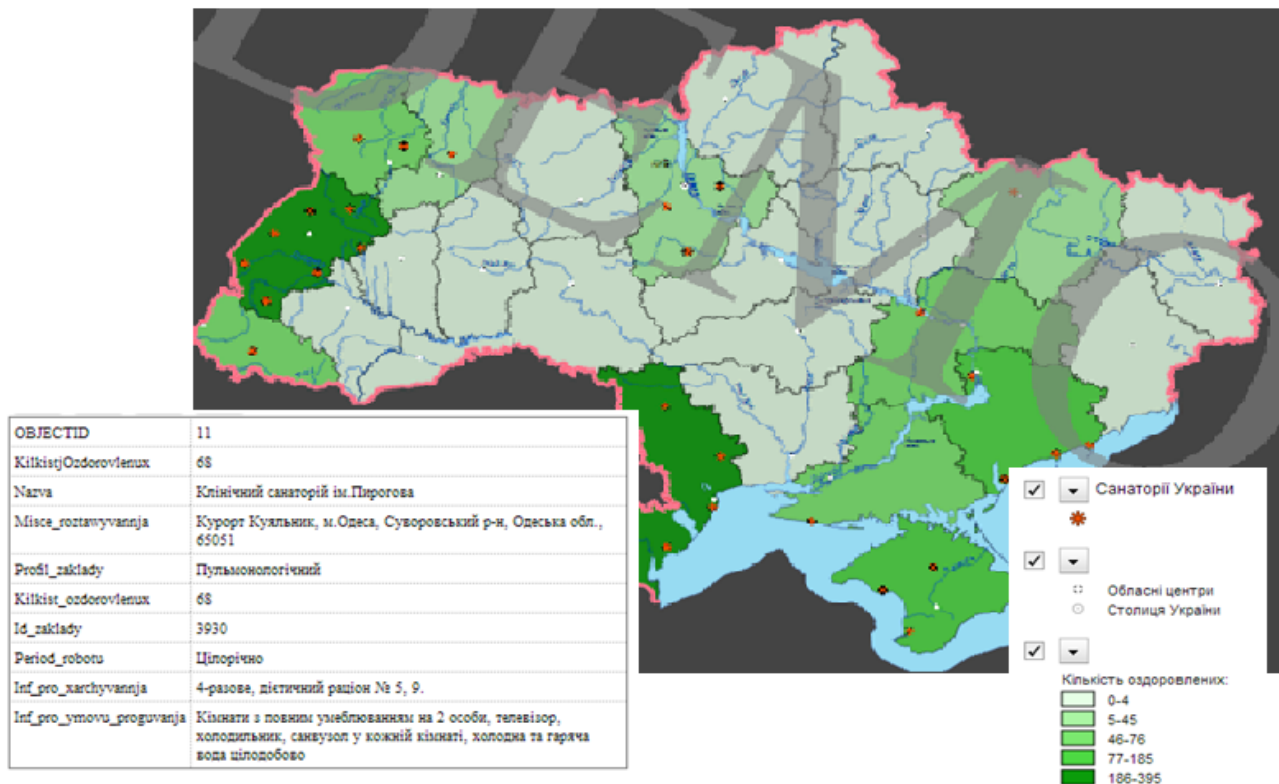 OBJECTID 11
KilkistjOzdorovlenux 68
Nazva Клінічний санаторій ім.Пирогова
Misce_roztawyvannja Курорт Куяльник, м.Одеса, Суворовський р-н, Одеська обл.,
65051
Profil_zaklady Пульмонологічний
Kilkist_ozdorovlenux 68
Id_zaklady 3930
Period_robotu Цілорічно
Inf_pro_xarchyvannja 4-разове, дієтичний раціон № 5, 9.
Inf_pro_ymovu_proguvanja Кімнати з повним умеблюванням на 2 особи, телевізор,
холодильник, санвузол у кожній кімнаті, холодна та гаряча
вода цілодобово
Санаторії України
Обласні центри
Столиця України
Кількість оздоровлених:
0-4
5-45
46-76
77-185
186-395